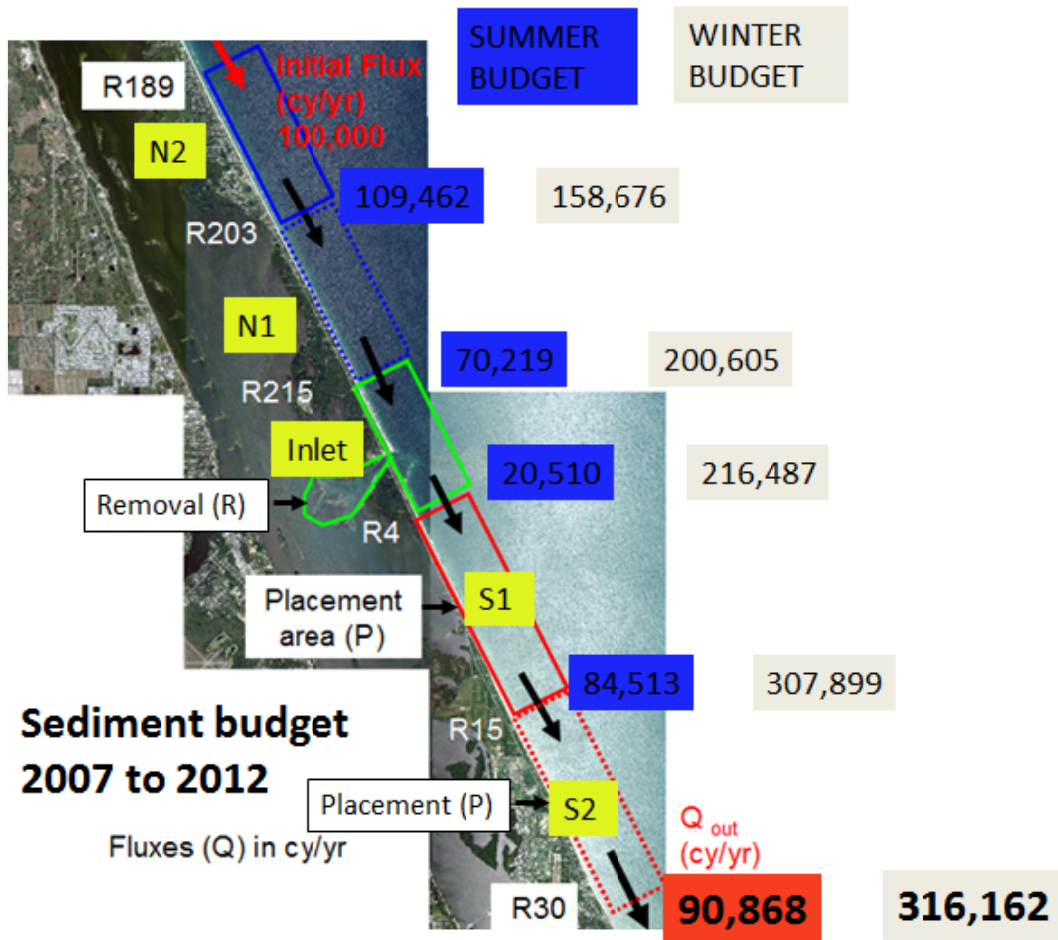 SUMMER
BUDGET
WINTER
BUDGET
R189
Initial Flux
(cy/yr)
100,000
N2
109,462
158,676
R203
N1
70,219
200,605
R215
Inlet
20,510
216,487
Removal (R)
R4
Placement
area (P)
S1
84,513
307,899
R15
Sediment budget
2007 to 2012
Placement (P)
S2
Fluxes (Q) in cy/yr
Q out
(cy/yr)
R30
90,868
316,162